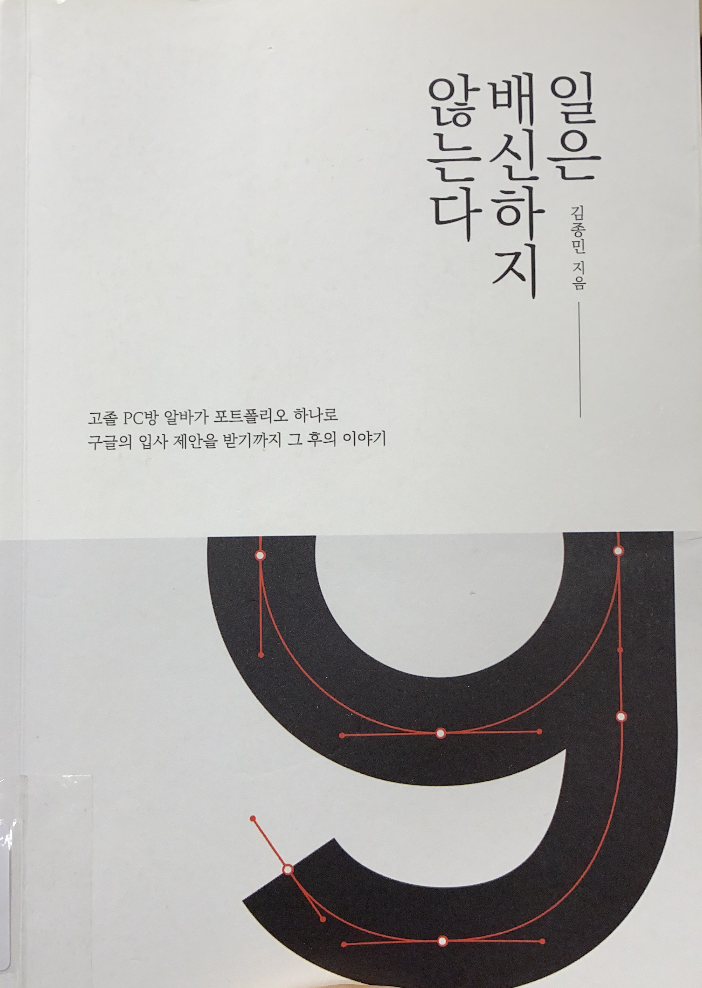 일은
배신하지
않는다
김종민 지음
고졸 PC방 알바가 포트폴리오 하나로
구글의 입사 제안을 받기까지 그 후의 이야기